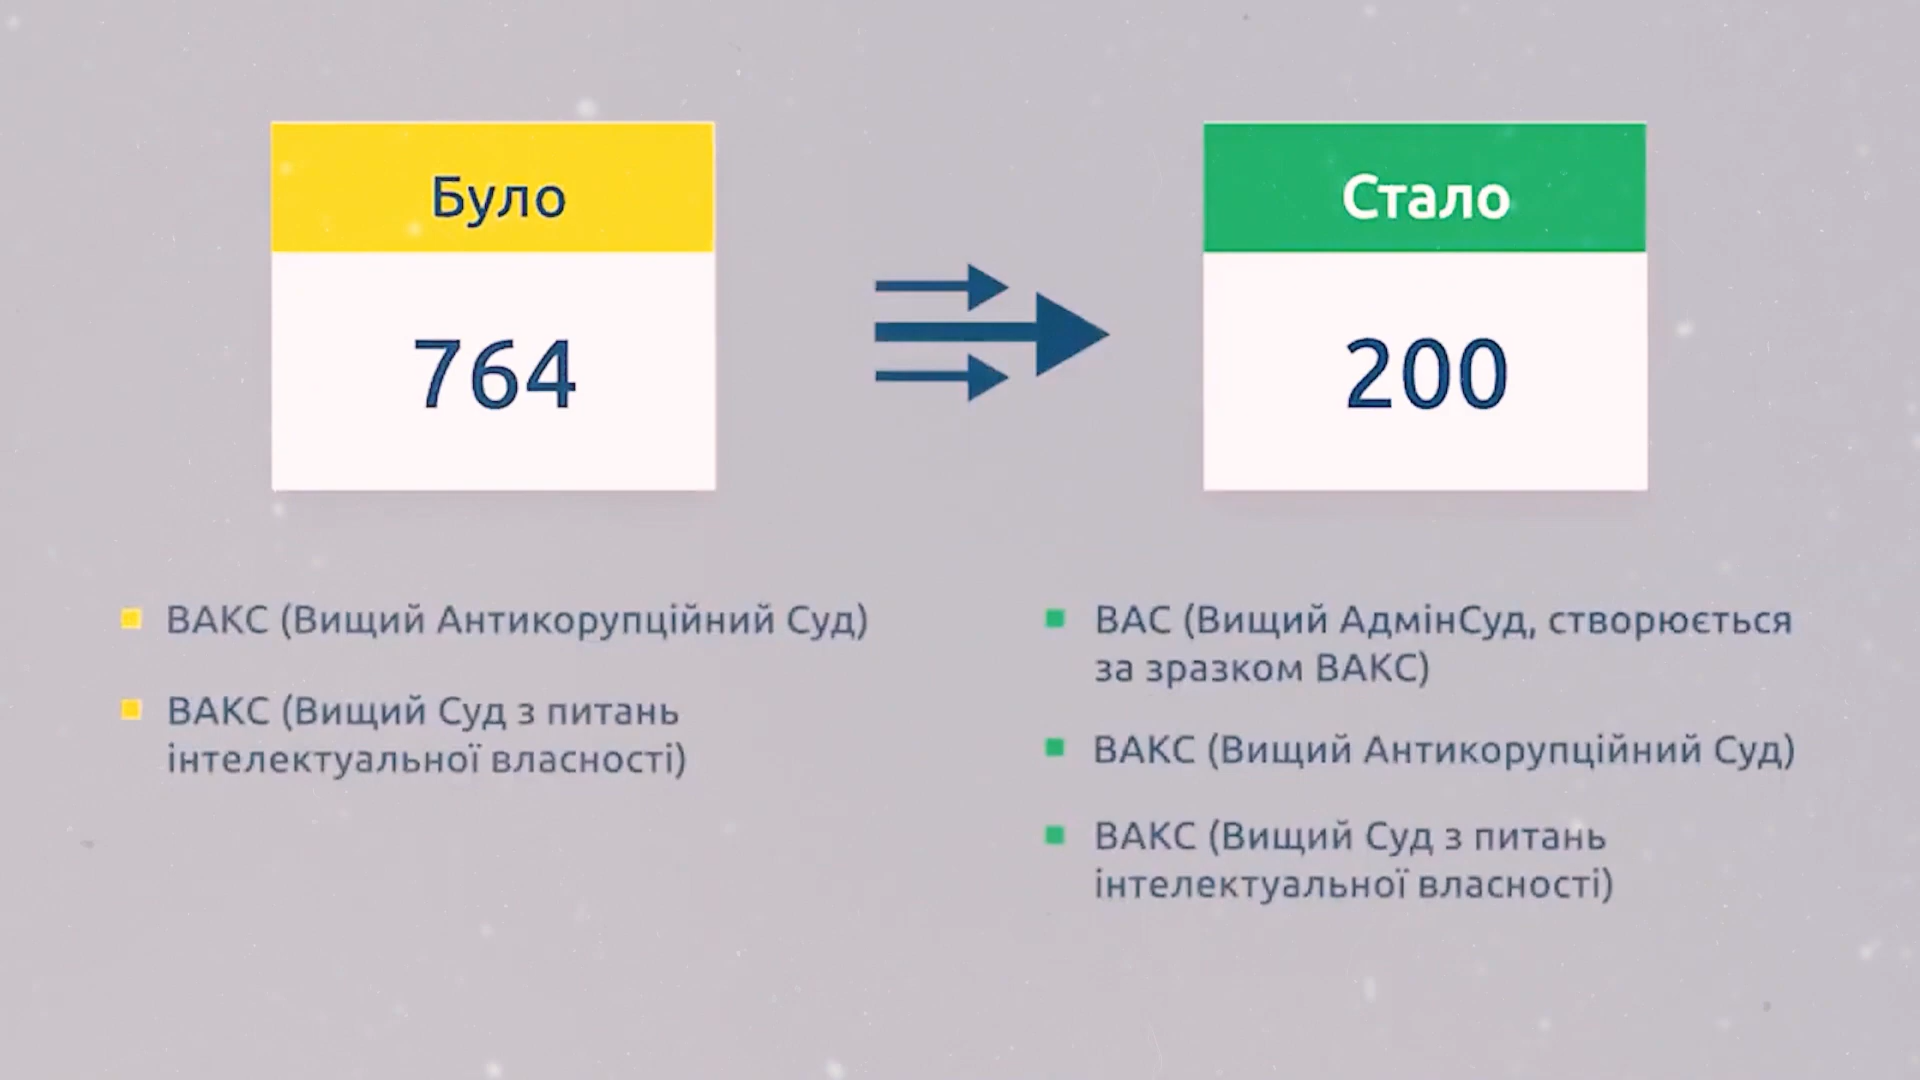 Було
764
Стало
200
ВАКС (Вищий Антикорупційний Суд)
ВАКС (Вищий Суд з питань
інтелектуальної власності)
ВАС (Вищий АдмінСуд, створюється
за зразком ВАКС)
ВАКС (Вищий Антикорупційний Суд)
ВАКС (Вищий Суд з питань
інтелектуальної власності)